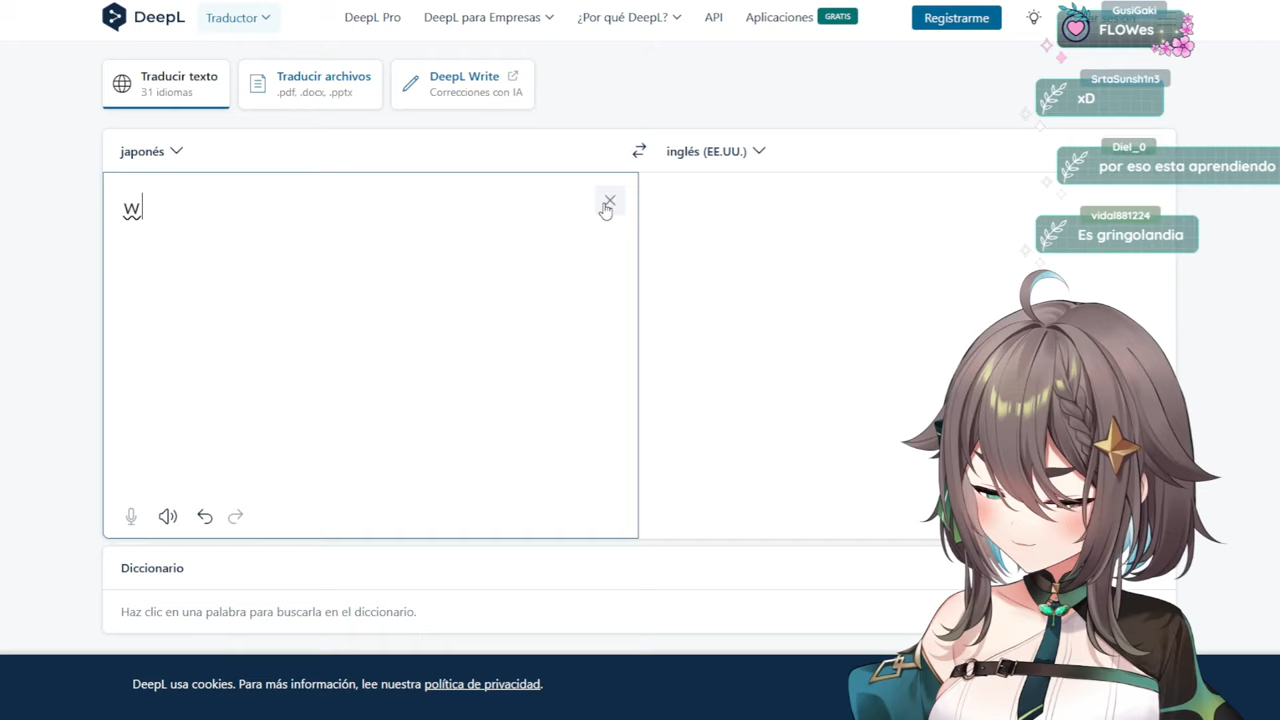 DeepL
Traductor
DeepL Pro
DeepL para Empresas
¿Por qué DeepL?
API
Aplicaciones
GRATIS
Registrarme
Traducir texto
31 idiomas
Traducir archivos
.pdf, .docx, .pptx
DeepL Write
Correcciones con IA
GusiGaki
FLOWes
SrtaSunsh1n3
xD
Diel_0
por eso esta aprendiendo
vidal881224
Es gringolandia
japonés
inglés (EE.UU.)
w
Diccionario
Haz clic en una palabra para buscarla en el diccionario.
DeepL usa cookies. Para más información, lee nuestra política de privacidad.